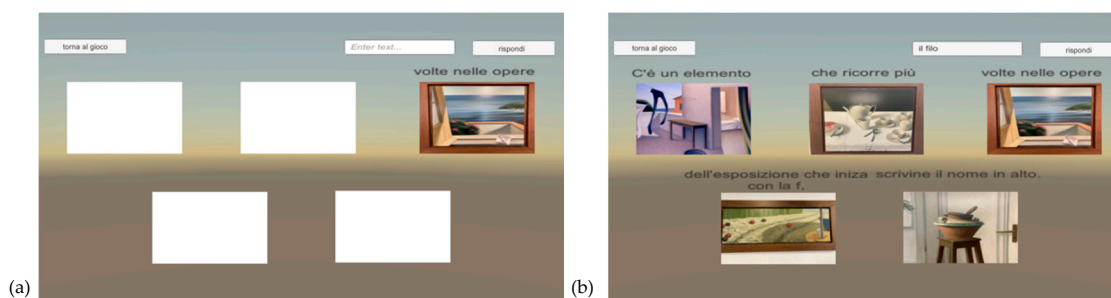 torna al gioco
Enter text...
rispondi
volte nelle opere
(a)
torna al gioco
il filo
rispondi
C'é un elemento
che ricorre più
volte nelle opere
dell'esposizione che iniza
con la f,
scrivine il nome in alto.
(b)